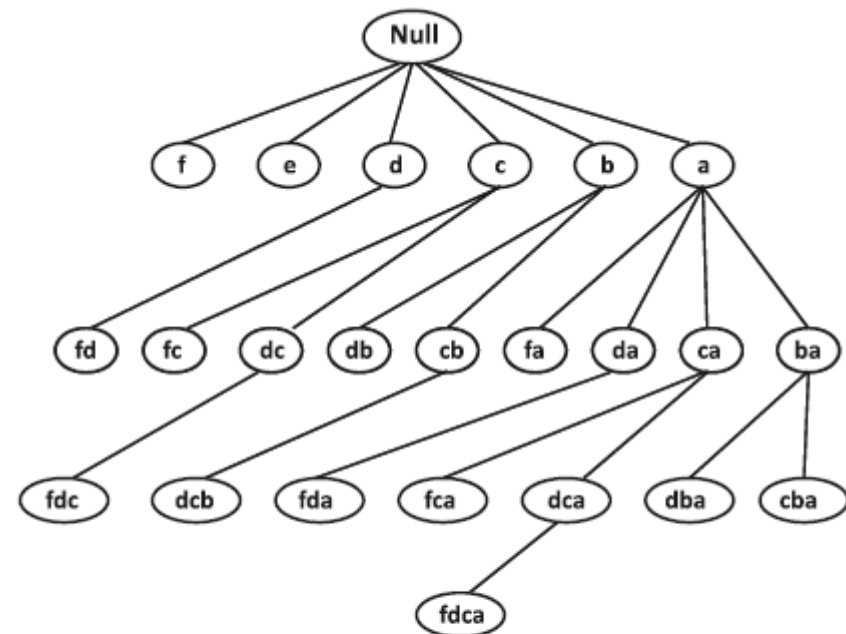 Null
f e d c b a
fd fc dc db cb fa da ca ba
fdc dcb fda fca dca dba cba
fdca